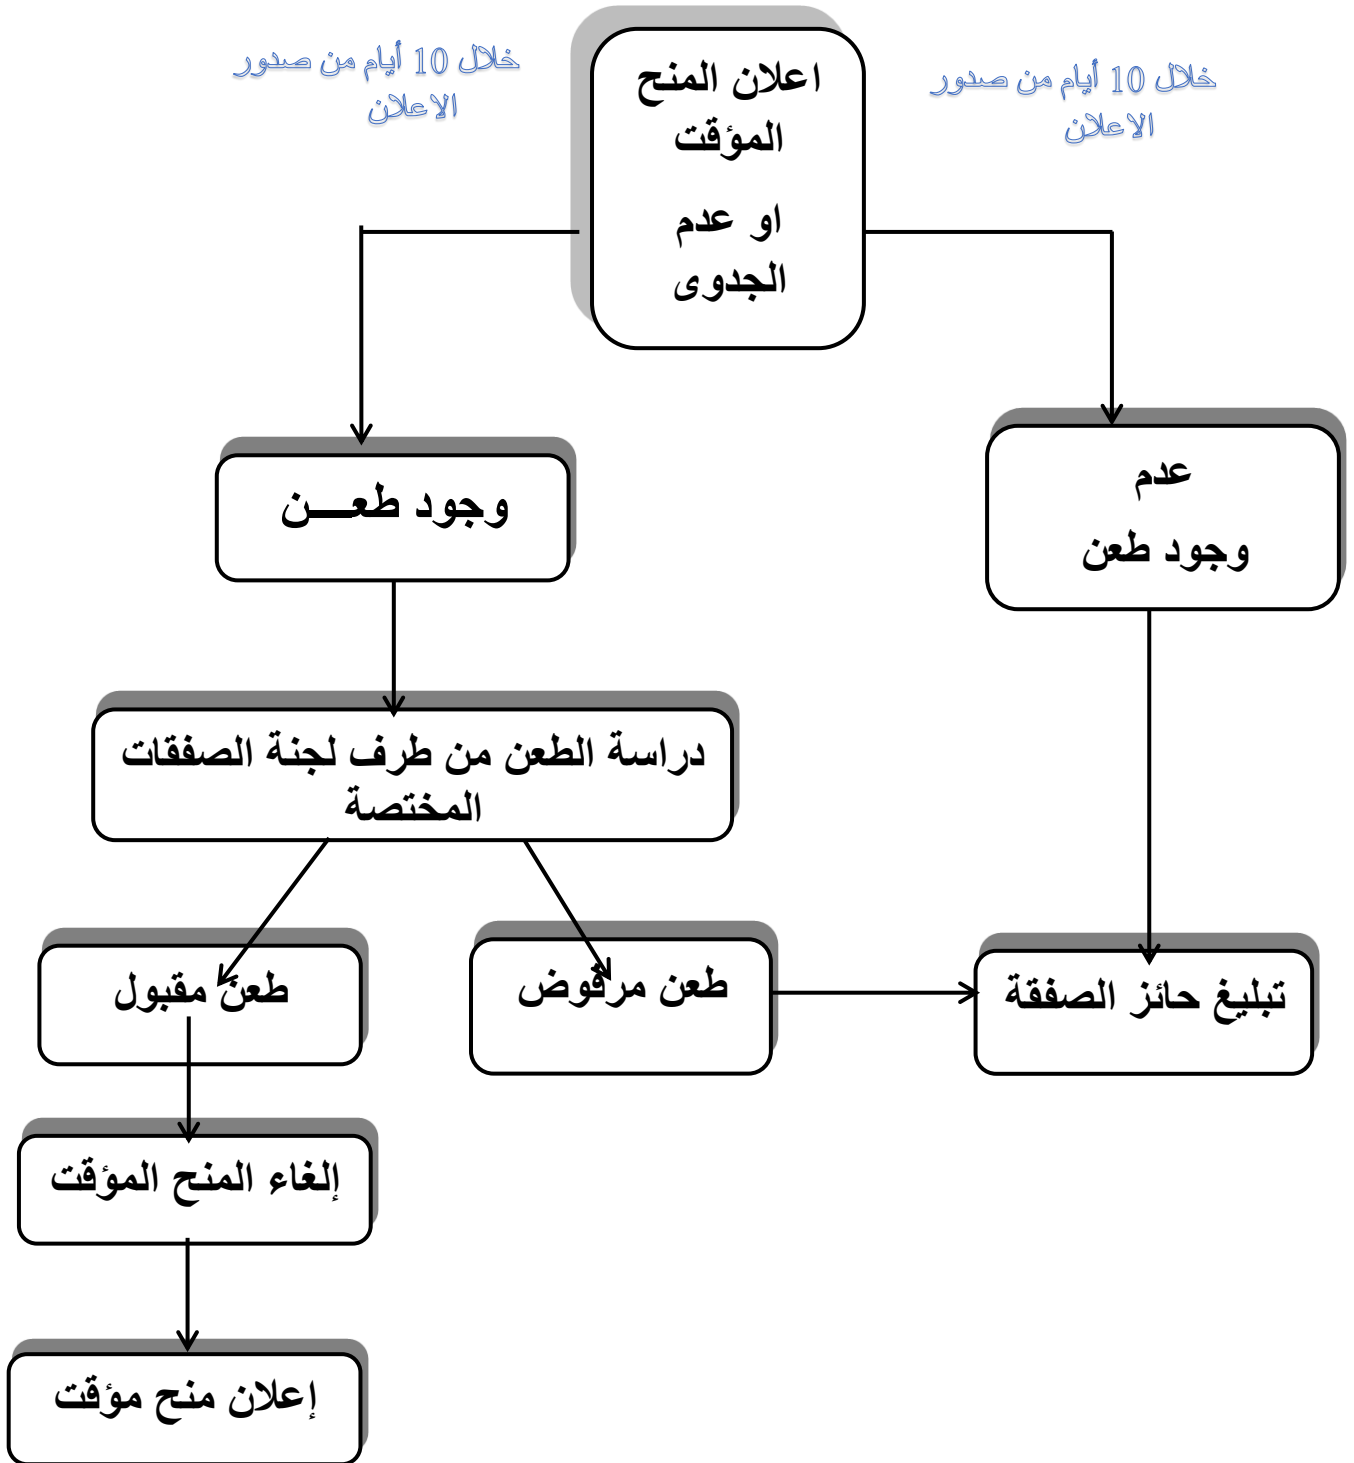 خلال 10 أيام من صدور
الاعلان
اعلان المنح
المؤقت
او عدم
الجدوى
خلال 10 أيام من صدور
الاعلان
عدم
وجود طعن
وجود طعـــن
دراسة الطعن من طرف لجنة الصفقات
المختصة
تبليغ حائز الصفقة
طعن مرفوض
طعن مقبول
إلغاء المنح المؤقت
إعلان منح مؤقت